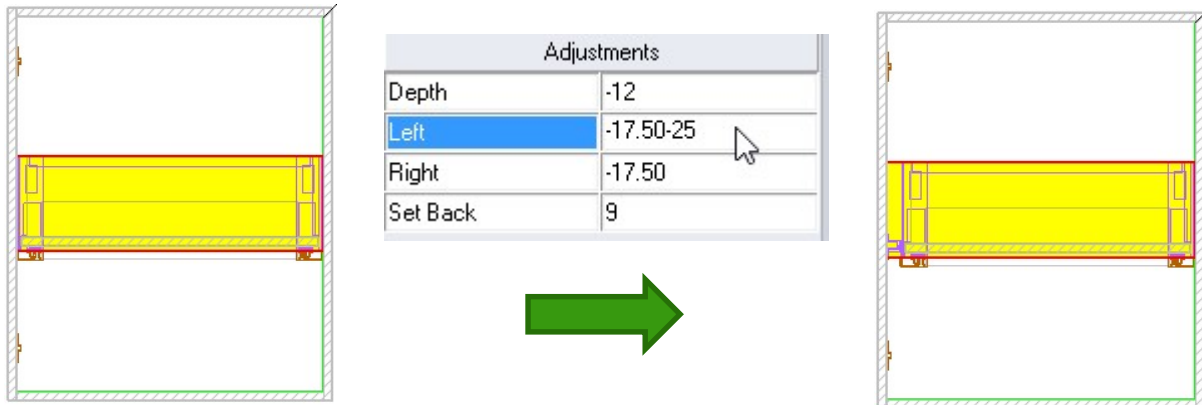 Adjustments
Depth -12
Left -17.50-25
Right -17.50
Set Back 9